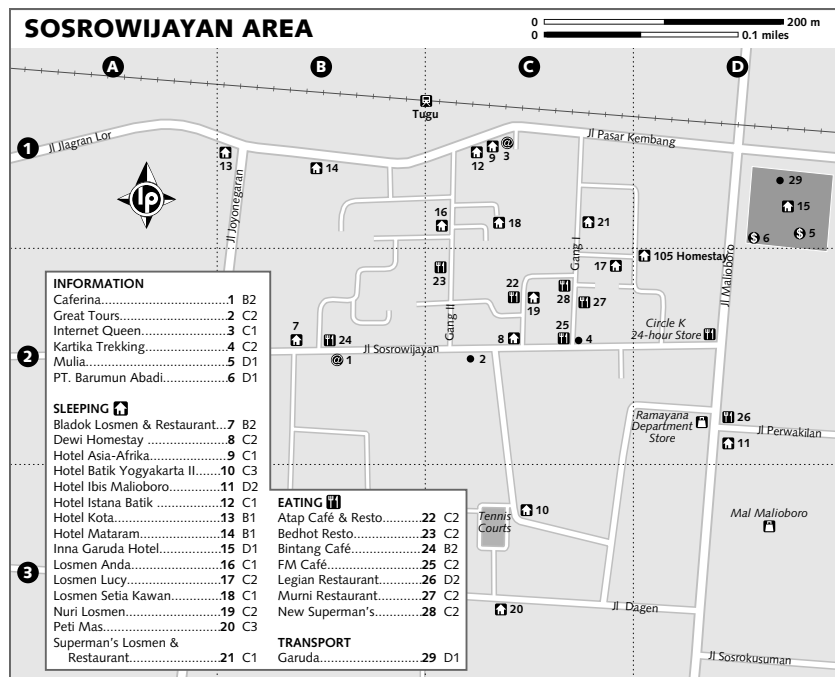 SOSROWIJAYAN AREA
0 200 m
0 0.1 miles
A B C D
Tugu
1
Jl Jlagran Lor
Jl Pasar Kembang
@
13
14
12
9
3
29
lp
Jl Joyonegaran
16
18
21
15
$ 6
$ 5
Gang I
105 Homestay
17
23
22
19
28
27
Jl Malioboro
Gang II
Circle K
24-hour Store
7
24
8
25
4
2
Jl Sosrowijayan
@ 1
2
Ramayana
Department
Store
26
Jl Perwakilan
11
INFORMATION
Caferina 1 B2
Great Tours 2 C2
Internet Queen 3 C1
Kartika Trekking 4 C2
Mulia 5 D1
PT. Barumun Abadi 6 D1
SLEEPING
Bladok Losmen & Restaurant 7 B2
Dewi Homestay 8 C2
Hotel Asia-Afrika 9 C1
Hotel Batik Yogyakarta II 10 C3
Hotel Ibis Malioboro 11 D2
Hotel Istana Batik 12 C1
Hotel Kota 13 B1
Hotel Mataram 14 B1
Inna Garuda Hotel 15 D1
Losmen Anda 16 C1
Losmen Lucy 17 C2
Losmen Setia Kawan 18 C1
Nuri Losmen 19 C2
Peti Mas 20 C3
Superman's Losmen &
Restaurant 21 C1
EATING
Atap Café & Resto 22 C2
Bedhot Resto 23 C2
Bintang Café 24 B2
FM Café 25 C2
Legian Restaurant 26 D2
Murni Restaurant 27 C2
New Superman's 28 C2
TRANSPORT
Garuda 29 D1
Tennis
Courts
10
Mal Malioboro
3
20
Jl Dagen
Jl Sosrokusuman